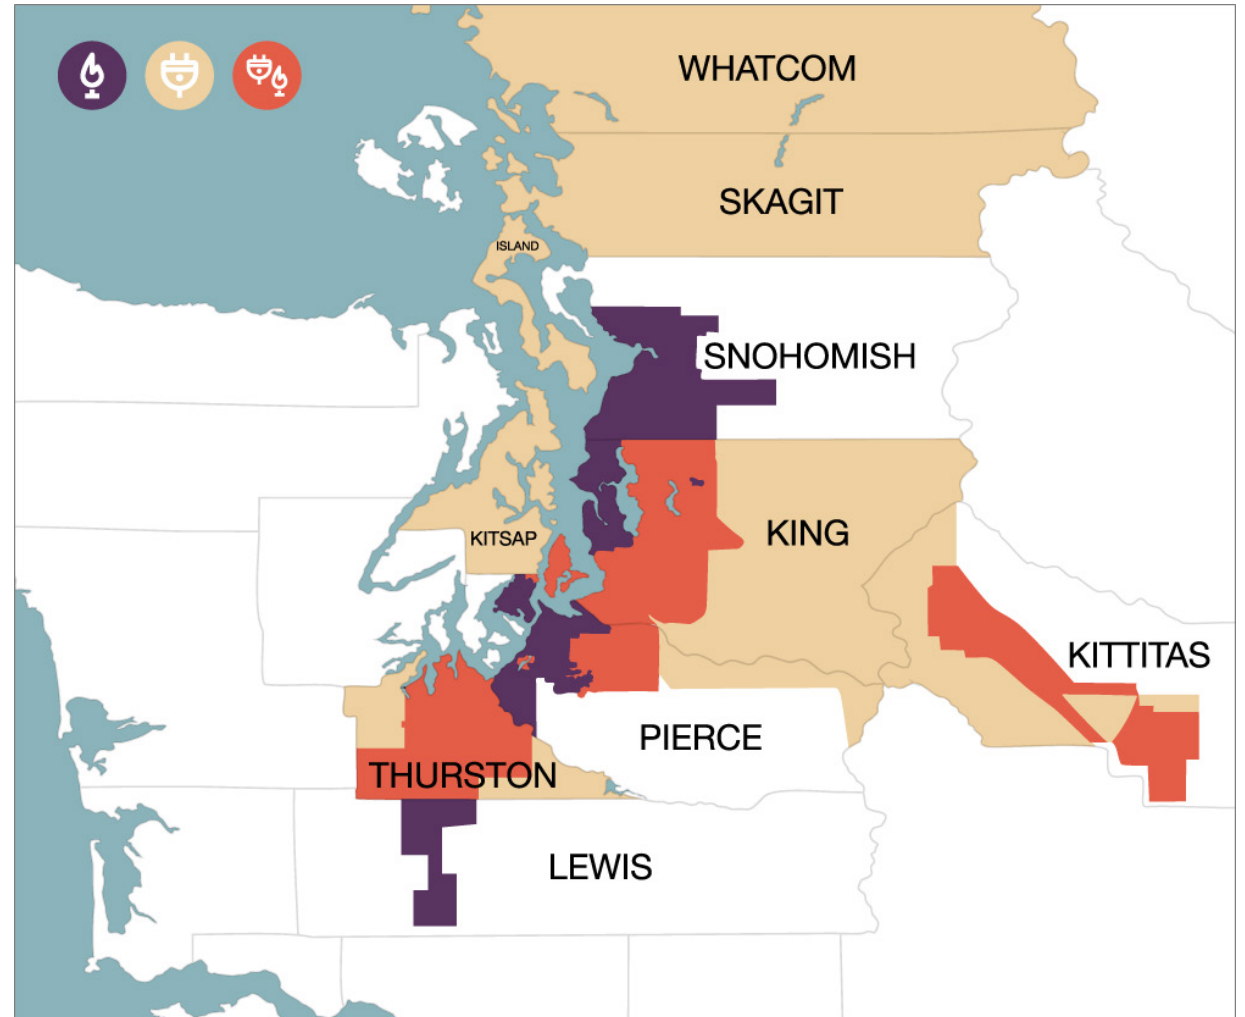 WHATCOM
SKAGIT
ISLAND
SNOHOMISH
KING
KITSAP
KITTITAS
PIERCE
THURSTON
LEWIS